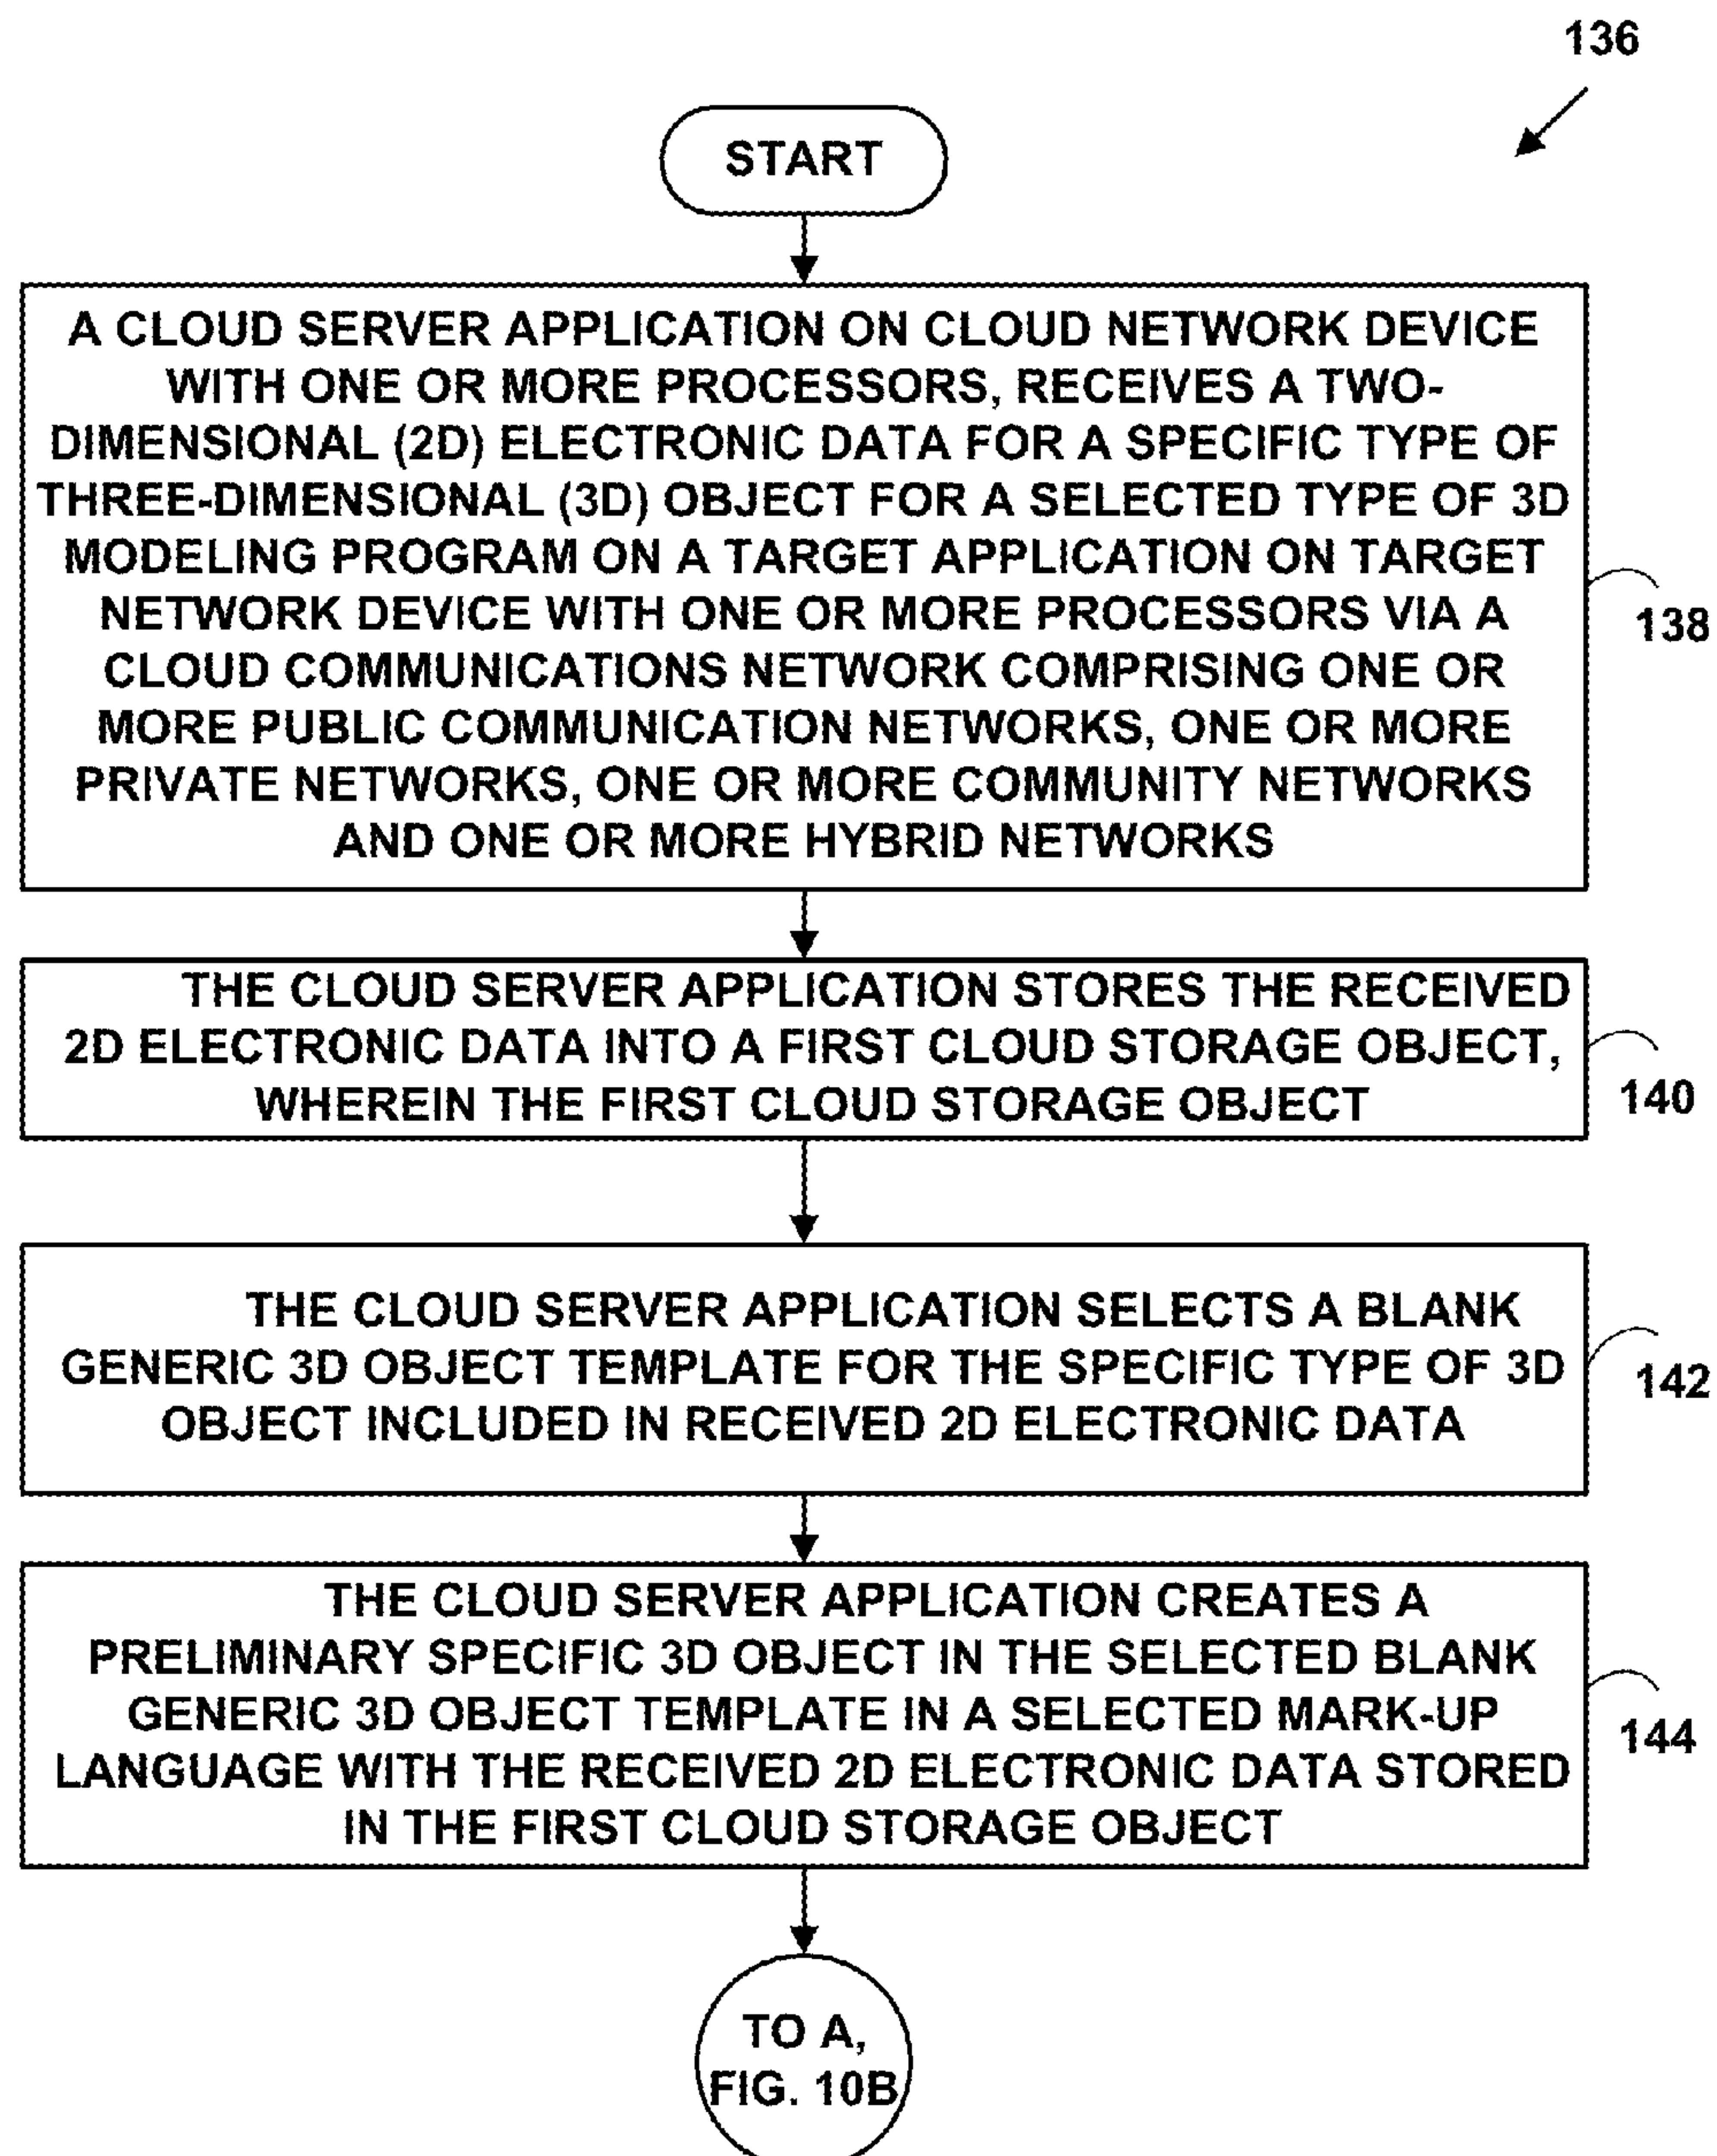 136
START
A CLOUD SERVER APPLICATION ON CLOUD NETWORK DEVICE
WITH ONE OR MORE PROCESSORS, RECEIVES A TWO-
DIMENSIONAL (2D) ELECTRONIC DATA FOR A SPECIFIC TYPE OF
THREE-DIMENSIONAL (3D) OBJECT FOR A SELECTED TYPE OF 3D
MODELING PROGRAM ON A TARGET APPLICATION ON TARGET
NETWORK DEVICE WITH ONE OR MORE PROCESSORS VIA A
CLOUD COMMUNICATIONS NETWORK COMPRISING ONE OR
MORE PUBLIC COMMUNICATION NETWORKS, ONE OR MORE
PRIVATE NETWORKS, ONE OR MORE COMMUNITY NETWORKS
AND ONE OR MORE HYBRID NETWORKS
138
THE CLOUD SERVER APPLICATION STORES THE RECEIVED
2D ELECTRONIC DATA INTO A FIRST CLOUD STORAGE OBJECT,
WHEREIN THE FIRST CLOUD STORAGE OBJECT
140
THE CLOUD SERVER APPLICATION SELECTS A BLANK
GENERIC 3D OBJECT TEMPLATE FOR THE SPECIFIC TYPE OF 3D
OBJECT INCLUDED IN RECEIVED 2D ELECTRONIC DATA
142
THE CLOUD SERVER APPLICATION CREATES A
PRELIMINARY SPECIFIC 3D OBJECT IN THE SELECTED BLANK
GENERIC 3D OBJECT TEMPLATE IN A SELECTED MARK-UP
LANGUAGE WITH THE RECEIVED 2D ELECTRONIC DATA STORED
IN THE FIRST CLOUD STORAGE OBJECT
144
TO A,
FIG. 10B